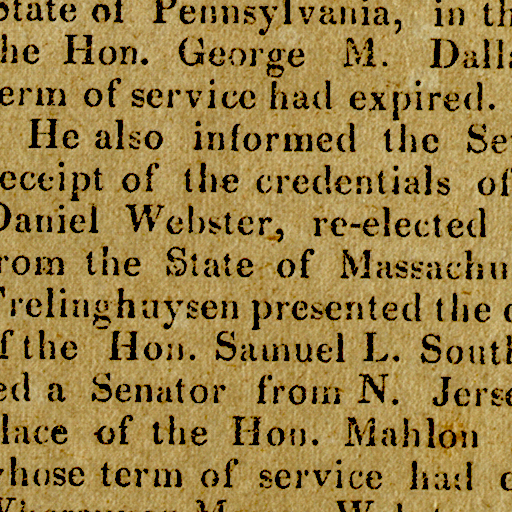 State of Pennsylvania, in th
he Hon. George M. Dalla
erm of service had expired.
He also informed the Se
eceipt of the credentials of
Daniel Webster, re-elected
rom the State of Massachu
Frelinghuysen presented the c
f the Hon. Samuel L. South
ed a Senator from N. Jerse
lace of the Hon. Mahlon
whose term of service had e